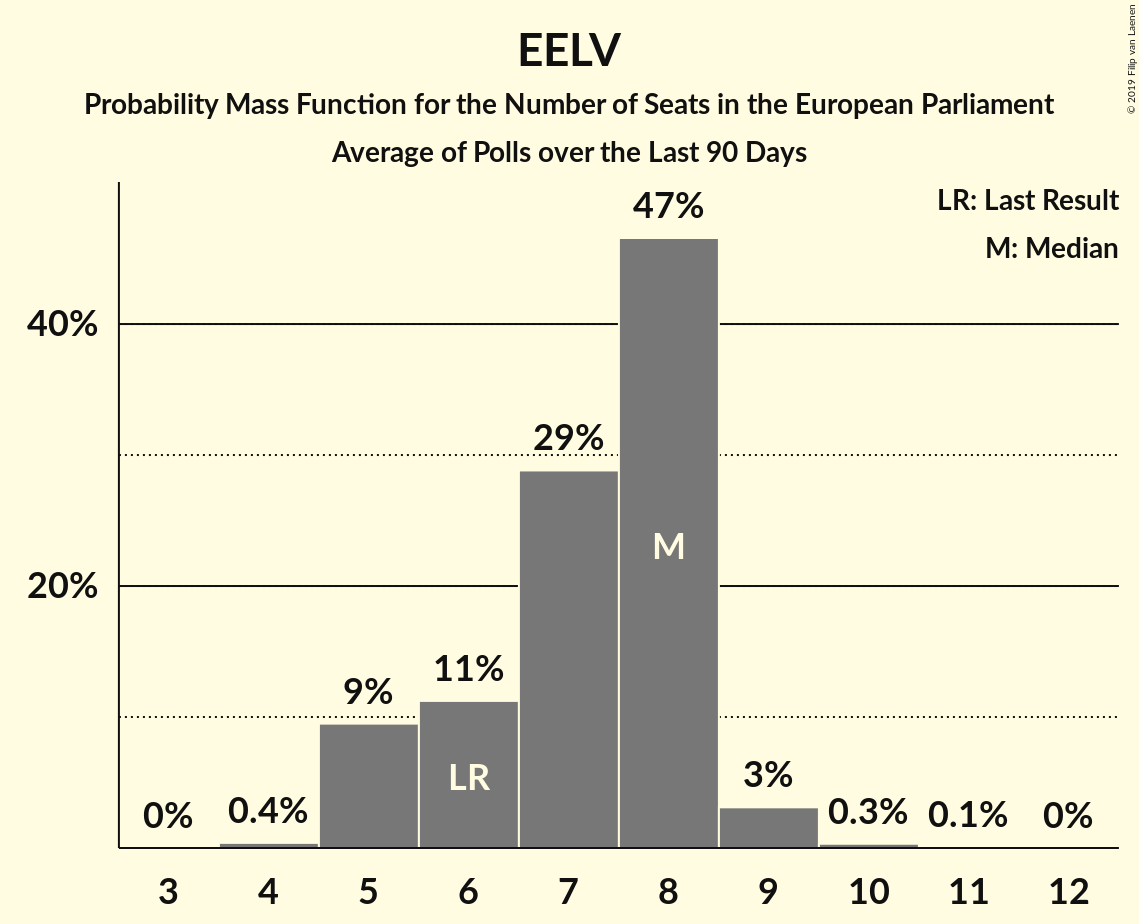 EELV
Probability Mass Function for the Number of Seats in the European Parliament
Average of Polls over the Last 90 Days
© 2019 Filip van Laenen
LR: Last Result
M: Median
47%
40%
29%
M
20%
11%
9%
LR
3%
0% 0.4% 0.3% 0.1% 0%
3 4 5 6 7 8 9 10 11 12